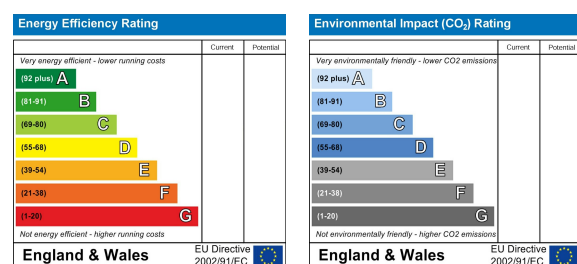 Energy Efficiency Rating
Current Potential
Very energy efficient - lower running costs
(92 plus) A
(81-91) B
(69-80) C
(55-68) D
(39-54) E
(21-38) F
(1-20) G
Not energy efficient - higher running costs
England & Wales
EU Directive
2002/91/EC
Environmental Impact (CO₂) Rating
Current Potential
Very environmentally friendly - lower CO2 emissions
(92 plus) A
(81-91) B
(69-80) C
(55-68) D
(39-54) E
(21-38) F
(1-20) G
Not environmentally friendly - higher CO2 emissions
England & Wales
EU Directive
2002/91/EC